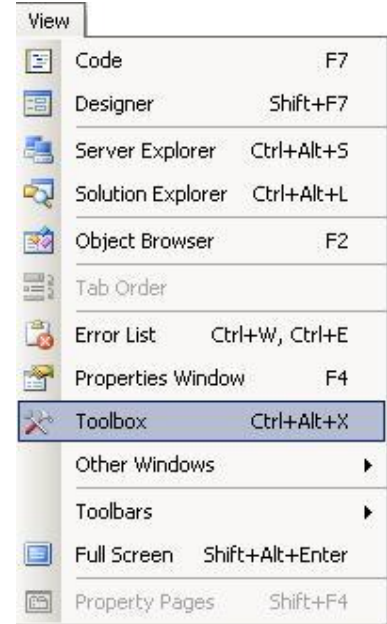 View
Code F7
Designer Shift+F7
Server Explorer Ctrl+Alt+S
Solution Explorer Ctrl+Alt+L
Object Browser F2
Tab Order
Error List Ctrl+W, Ctrl+E
Properties Window F4
Toolbox Ctrl+Alt+X
Other Windows
Toolbars
Full Screen Shift+Alt+Enter
Property Pages Shift+F4